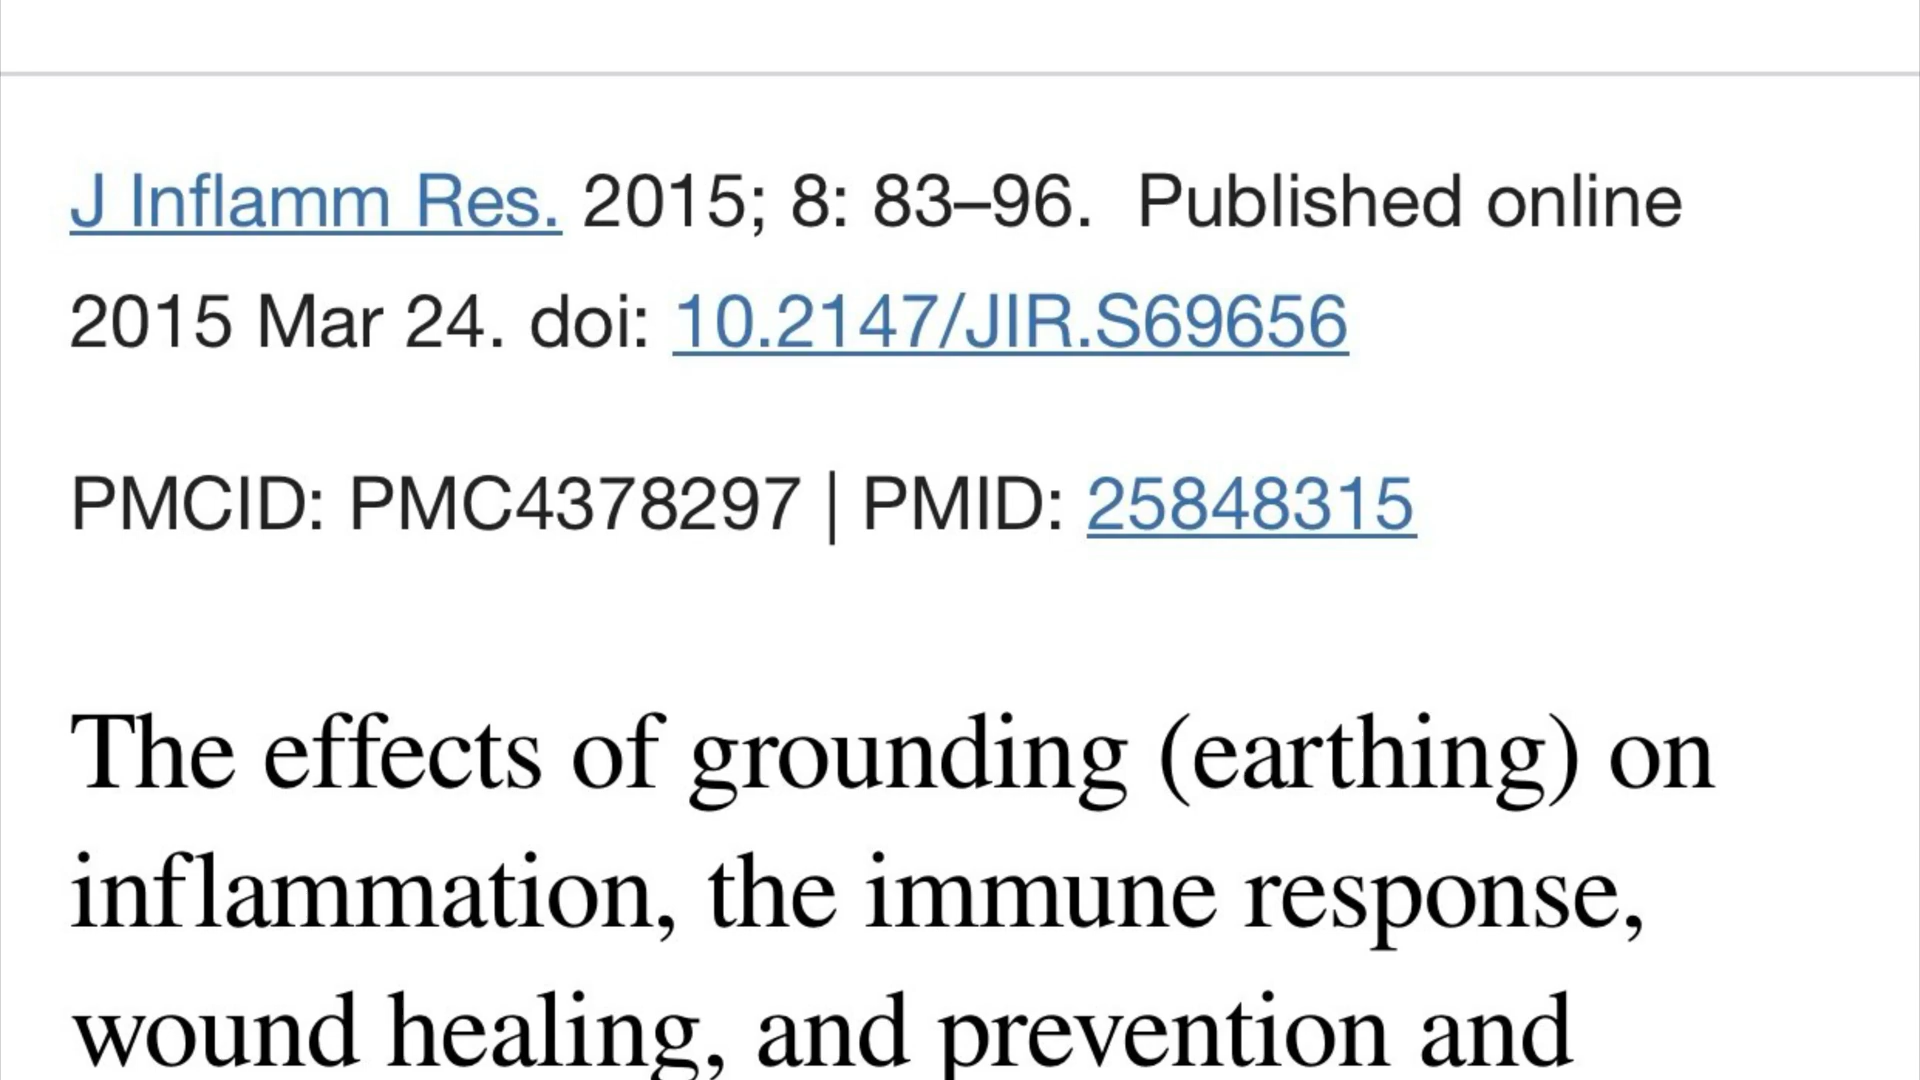 J Inflamm Res. 2015; 8: 83–96. Published online
2015 Mar 24. doi: 10.2147/JIR.S69656
PMCID: PMC4378297 | PMID: 25848315
The effects of grounding (earthing) on
inflammation, the immune response,
wound healing, and prevention and